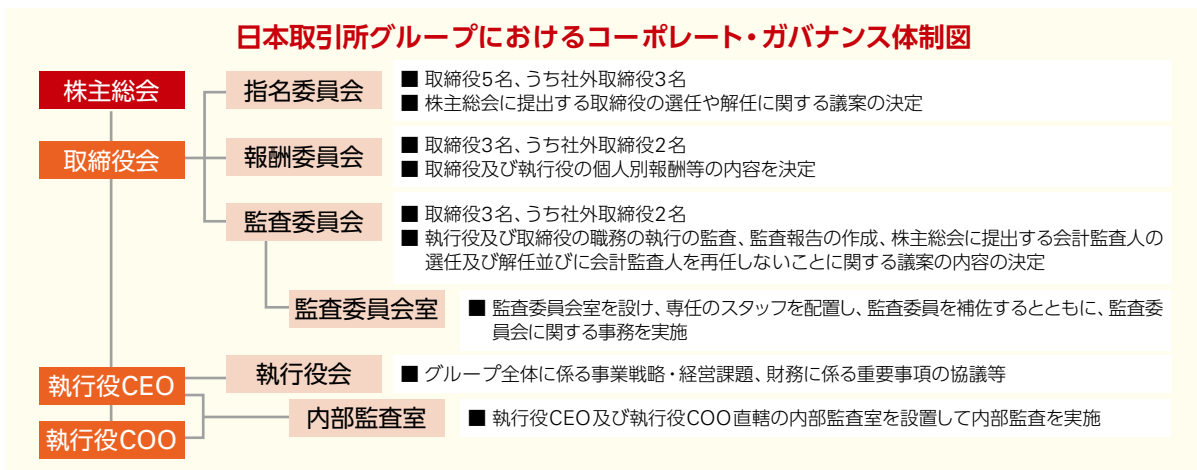 日本取引所グループにおけるコーポレート・ガバナンス体制図
株主総会
指名委員会
■ 取締役5名、うち社外取締役3名
■ 株主総会に提出する取締役の選任や解任に関する議案の決定
取締役会
報酬委員会
■ 取締役3名、うち社外取締役2名
■ 取締役及び執行役の個人別報酬等の内容を決定
監査委員会
■ 取締役3名、うち社外取締役2名
■ 執行役及び取締役の職務の執行の監査、監査報告の作成、株主総会に提出する会計監査人の
選任及び解任並びに会計監査人を再任しないことに関する議案の内容の決定
監査委員会室
■ 監査委員会室を設け、専任のスタッフを配置し、監査委員を補佐するとともに、監査委
員会に関する事務を実施
執行役CEO
執行役会
■ グループ全体に係る事業戦略・経営課題、財務に係る重要事項の協議等
内部監査室
■ 執行役CEO及び執行役COO直轄の内部監査室を設置して内部監査を実施
執行役COO